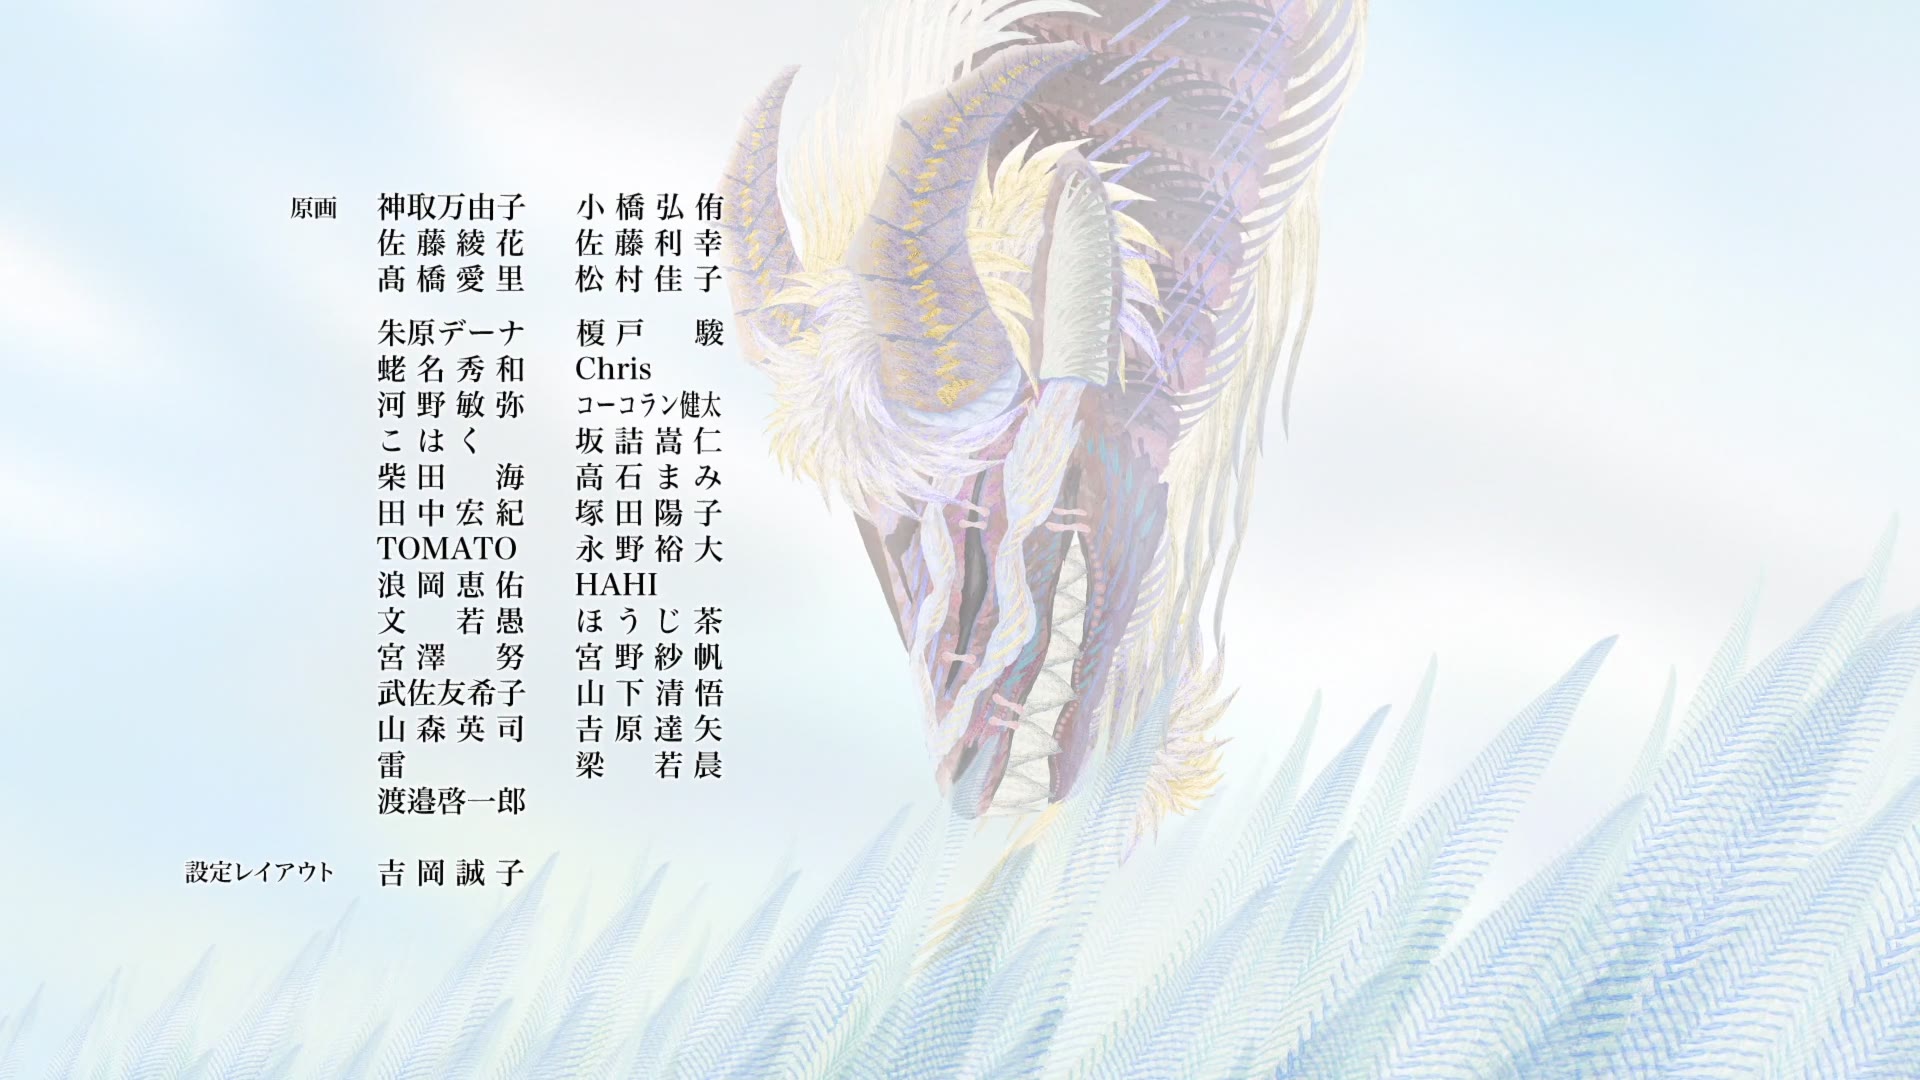 原画 神取万由子 小橋弘侑
佐藤綾花 佐藤利幸
髙橋愛里 松村佳子
朱原デーナ 榎戸 駿
蛯名秀和 Chris
河野敏弥 コーコラン健太
こはく 坂詰嵩仁
柴田 海 高石まみ
田中宏紀 塚田陽子
TOMATO 永野裕大
浪岡恵佑 HAHI
文 若愚 ほうじ茶
宮澤 努 宮野紗帆
武佐友希子 山下清悟
山森英司 𠮷原達矢
雷 梁 若晨
渡邉啓一郎
設定レイアウト 吉岡誠子